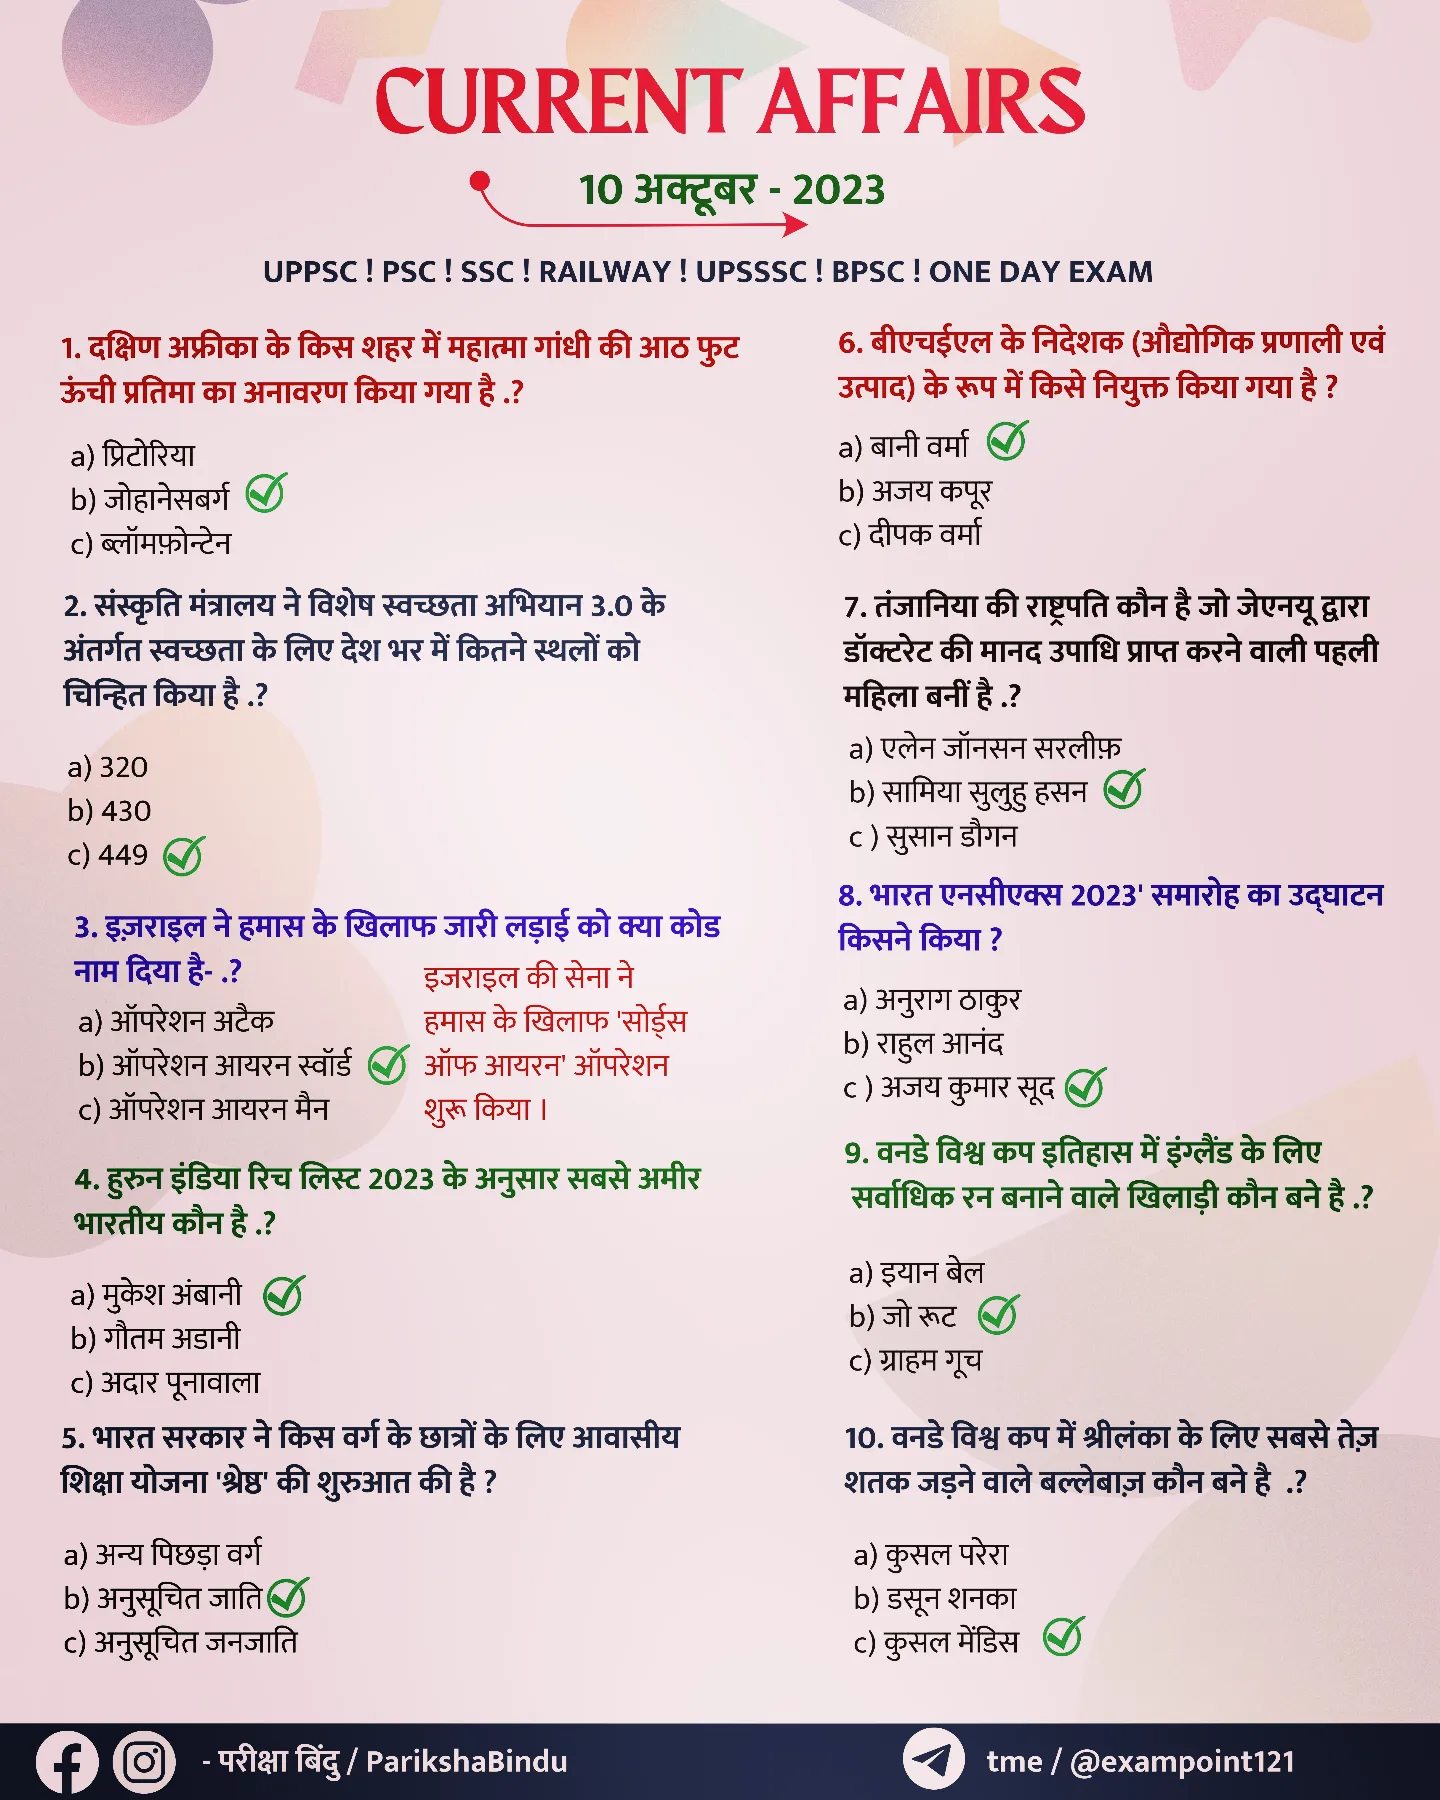 CURRENT AFFAIRS
10 अक्टूबर - 2023
UPPSC ! PSC ! SSC ! RAILWAY ! UPSSSC ! BPSC ! ONE DAY EXAM
1. दक्षिण अफ्रीका के किस शहर में महात्मा गांधी की आठ फुट
ऊंची प्रतिमा का अनावरण किया गया है .?
a) प्रिटोरिया
b) जोहानेसबर्ग
c) ब्लॉमफ़ोन्टेन
2. संस्कृति मंत्रालय ने विशेष स्वच्छता अभियान 3.0 के
अंतर्गत स्वच्छता के लिए देश भर में कितने स्थलों को
चिन्हित किया है .?
a) 320
b) 430
c) 449
3. इज़राइल ने हमास के खिलाफ जारी लड़ाई को क्या कोड
नाम दिया है- .?
a) ऑपरेशन अटैक
b) ऑपरेशन आयरन स्वॉर्ड
c) ऑपरेशन आयरन मैन
इजराइल की सेना ने
हमास के खिलाफ 'सोर्ड्स
ऑफ आयरन' ऑपरेशन
शुरू किया ।
4. हुरुन इंडिया रिच लिस्ट 2023 के अनुसार सबसे अमीर
भारतीय कौन है .?
a) मुकेश अंबानी
b) गौतम अडानी
c) अदार पूनावाला
5. भारत सरकार ने किस वर्ग के छात्रों के लिए आवासीय
शिक्षा योजना 'श्रेष्ठ' की शुरुआत की है ?
a) अन्य पिछड़ा वर्ग
b) अनुसूचित जाति
c) अनुसूचित जनजाति
6. बीएचईएल के निदेशक (औद्योगिक प्रणाली एवं
उत्पाद) के रूप में किसे नियुक्त किया गया है ?
a) बानी वर्मा
b) अजय कपूर
c) दीपक वर्मा
7. तंजानिया की राष्ट्रपति कौन है जो जेएनयू द्वारा
डॉक्टरेट की मानद उपाधि प्राप्त करने वाली पहली
महिला बनीं है .?
a) एलेन जॉनसन सरलीफ़
b) सामिया सुलुहु हसन
c ) सुसान डौगन
8. भारत एनसीएक्स 2023' समारोह का उद्घाटन
किसने किया ?
a) अनुराग ठाकुर
b) राहुल आनंद
c ) अजय कुमार सूद
9. वनडे विश्व कप इतिहास में इंग्लैंड के लिए
सर्वाधिक रन बनाने वाले खिलाड़ी कौन बने है .?
a) इयान बेल
b) जो रूट
c) ग्राहम गूच
10. वनडे विश्व कप में श्रीलंका के लिए सबसे तेज़
शतक जड़ने वाले बल्लेबाज़ कौन बने है .?
a) कुसल परेरा
b) डसून शनका
c) कुसल मेंडिस
- परीक्षा बिंदु / ParikshaBindu
tme / @exampoint121